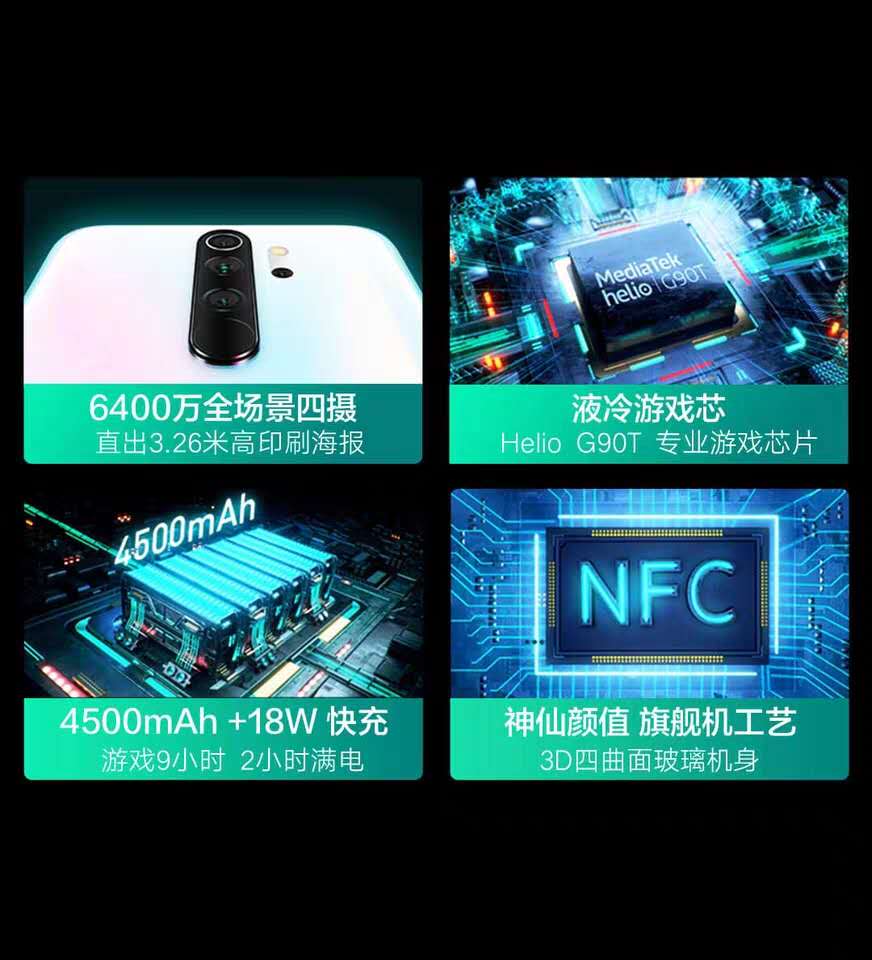 6400万全场景四摄
直出3.26米高印刷海报
MediaTek
helio G90T
液冷游戏芯
Helio G90T 专业游戏芯片
4500mAh
4500mAh +18W 快充
游戏9小时 2小时满电
NFC
神仙颜值 旗舰机工艺
3D四曲面玻璃机身